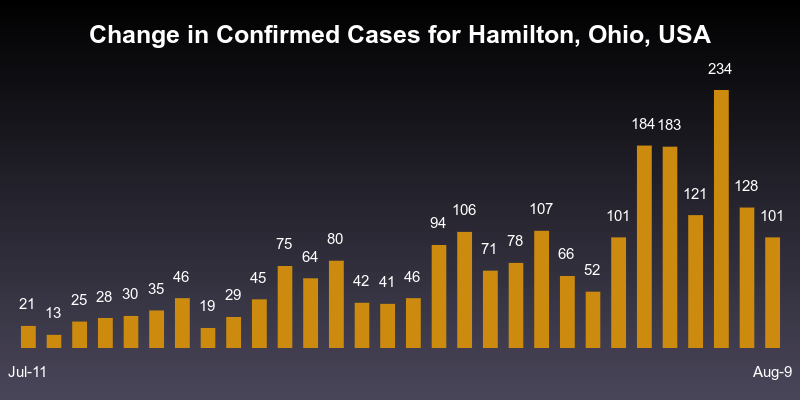 Change in Confirmed Cases for Hamilton, Ohio, USA
21 13 25 28 30 35 46 19 29 45 75 64 80 42 41 46 94 106 71 78 107 66 52 101 184 183 121 234 128 101
Jul-11 Aug-9